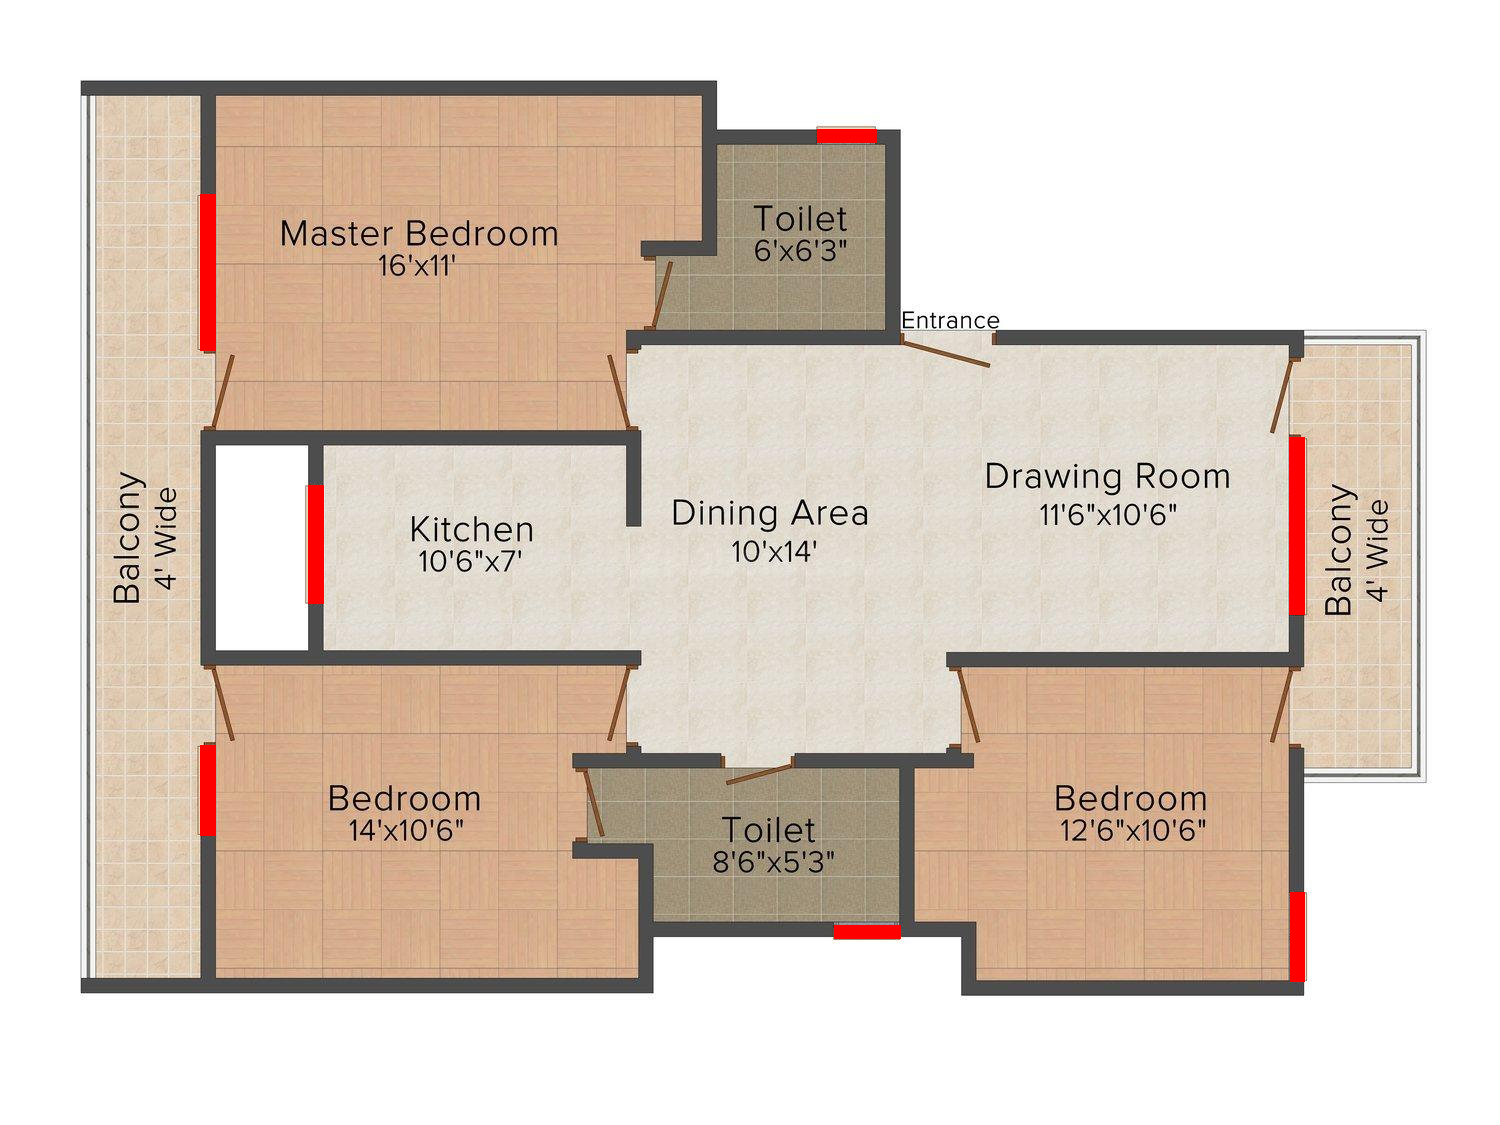 Master Bedroom
16'x11'
Toilet
6'x6'3"
Entrance
Balcony
4' Wide
Kitchen
10'6"x7'
Dining Area
10'x14'
Drawing Room
11'6"x10'6"
Balcony
4' Wide
Bedroom
14'x10'6"
Toilet
8'6"x5'3"
Bedroom
12'6"x10'6"